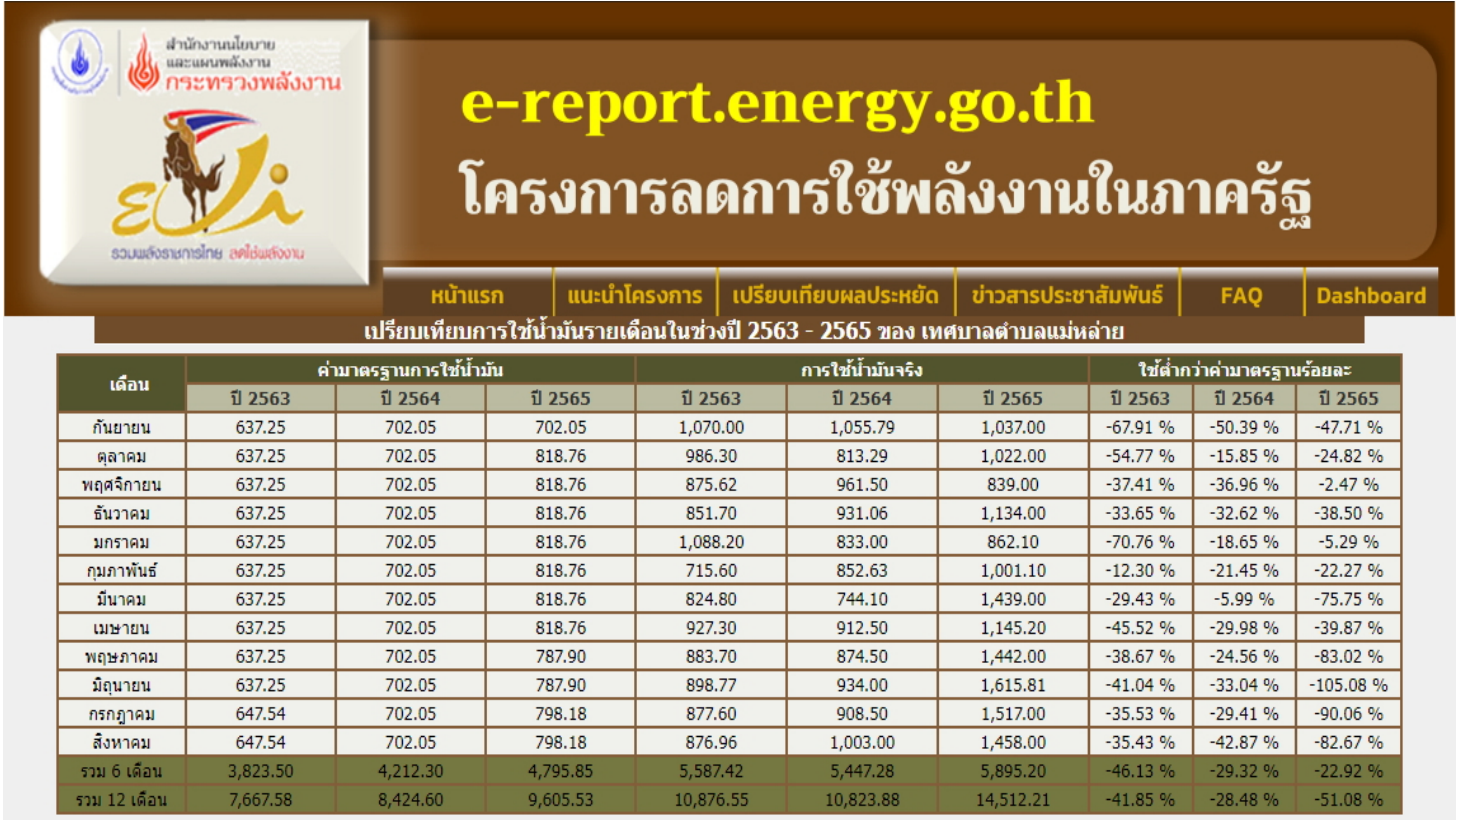 สำนักงานนโยบาย
และแผนพลังงาน
กระทรวงพลังงาน
รวมพลังราชการไทย ลดใช้พลังงาน
e-report.energy.go.th
โครงการลดการใช้พลังงานในภาครัฐ
หน้าแรก แนะนำโครงการ เปรียบเทียบผลประหยัด ข่าวสารประชาสัมพันธ์ FAQ Dashboard
เปรียบเทียบการใช้น้ำมันรายเดือนในช่วงปี 2563 - 2565 ของ เทศบาลตำบลแม่หล่าย
เดือน ค่ามาตรฐานการใช้น้ำมัน การใช้น้ำมันจริง ใช้ต่ำกว่าค่ามาตรฐานร้อยละ
ปี 2563 ปี 2564 ปี 2565 ปี 2563 ปี 2564 ปี 2565 ปี 2563 ปี 2564 ปี 2565
กันยายน 637.25 702.05 702.05 1,070.00 1,055.79 1,037.00 -67.91 % -50.39 % -47.71 %
ตุลาคม 637.25 702.05 818.76 986.30 813.29 1,022.00 -54.77 % -15.85 % -24.82 %
พฤศจิกายน 637.25 702.05 818.76 875.62 961.50 839.00 -37.41 % -36.96 % -2.47 %
ธันวาคม 637.25 702.05 818.76 851.70 931.06 1,134.00 -33.65 % -32.62 % -38.50 %
มกราคม 637.25 702.05 818.76 1,088.20 833.00 862.10 -70.76 % -18.65 % -5.29 %
กุมภาพันธ์ 637.25 702.05 818.76 715.60 852.63 1,001.10 -12.30 % -21.45 % -22.27 %
มีนาคม 637.25 702.05 818.76 824.80 744.10 1,439.00 -29.43 % -5.99 % -75.75 %
เมษายน 637.25 702.05 818.76 927.30 912.50 1,145.20 -45.52 % -29.98 % -39.87 %
พฤษภาคม 637.25 702.05 787.90 883.70 874.50 1,442.00 -38.67 % -24.56 % -83.02 %
มิถุนายน 637.25 702.05 787.90 898.77 934.00 1,615.81 -41.04 % -33.04 % -105.08 %
กรกฎาคม 647.54 702.05 798.18 877.60 908.50 1,517.00 -35.53 % -29.41 % -90.06 %
สิงหาคม 647.54 702.05 798.18 876.96 1,003.00 1,458.00 -35.43 % -42.87 % -82.67 %
รวม 6 เดือน 3,823.50 4,212.30 4,795.85 5,587.42 5,447.28 5,895.20 -46.13 % -29.32 % -22.92 %
รวม 12 เดือน 7,667.58 8,424.60 9,605.53 10,876.55 10,823.88 14,512.21 -41.85 % -28.48 % -51.08 %